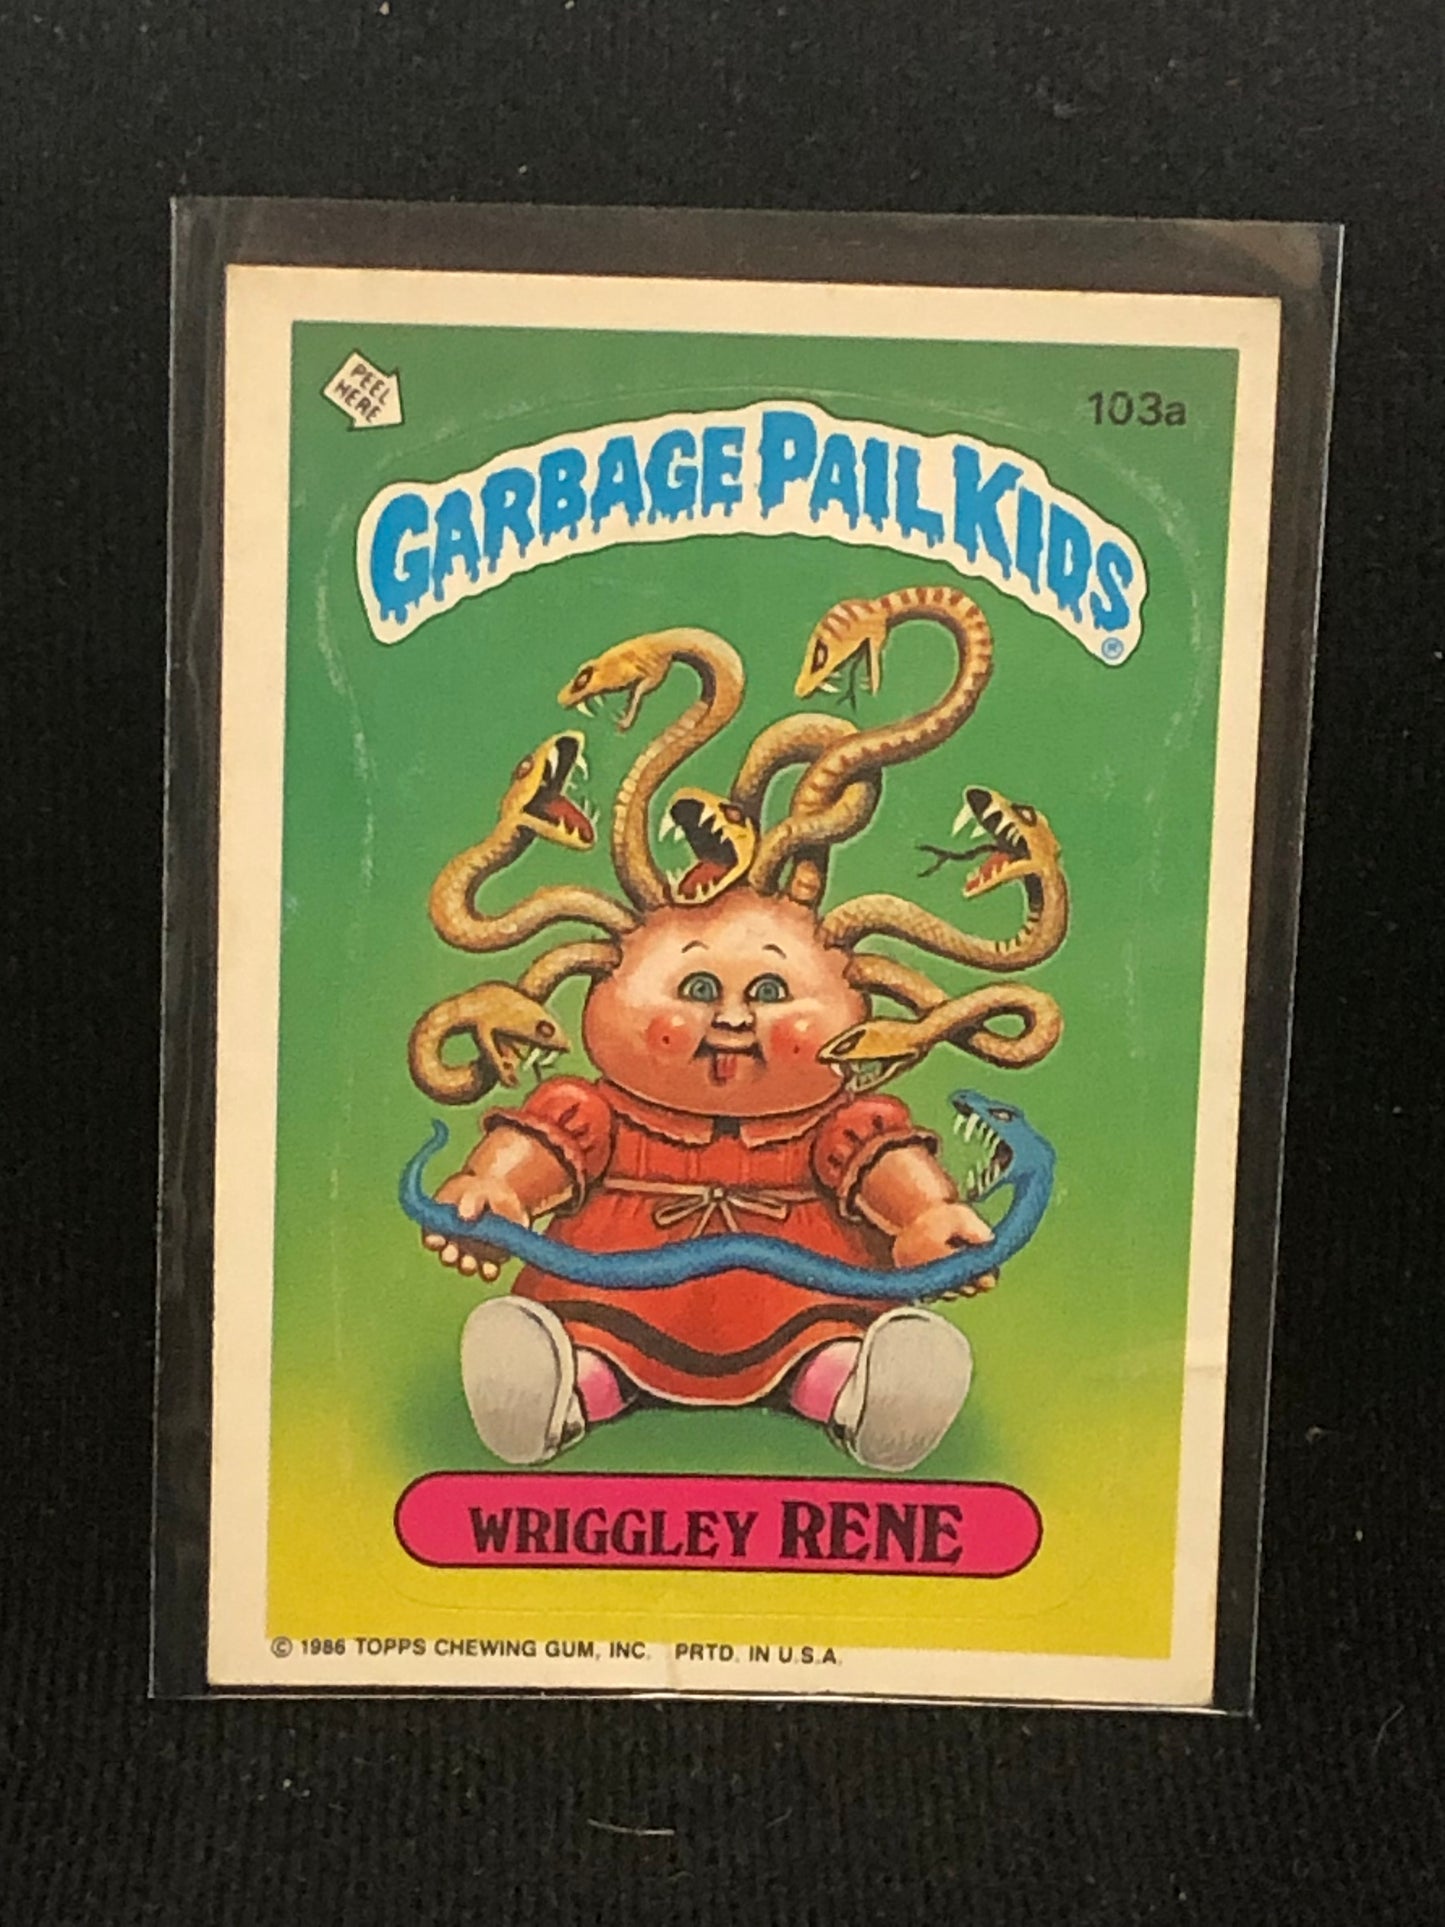 PEEL
HERE
103a
GARBAGE PAIL KIDS
®
WRIGGLEY RENE
© 1986 TOPPS CHEWING GUM, INC. PRTD. IN U.S.A.